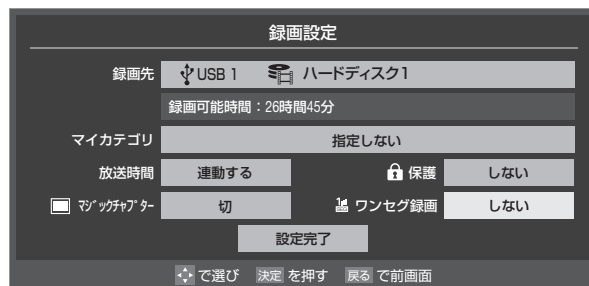 録画設定
録画先 USB 1 ハードディスク1
録画可能時間:26時間45分
マイカテゴリ 指定しない
放送時間 連動する 保護 しない
マジックチャプター 切 ワンセグ録画 しない
設定完了
で選び 決定 を押す 戻る で前画面